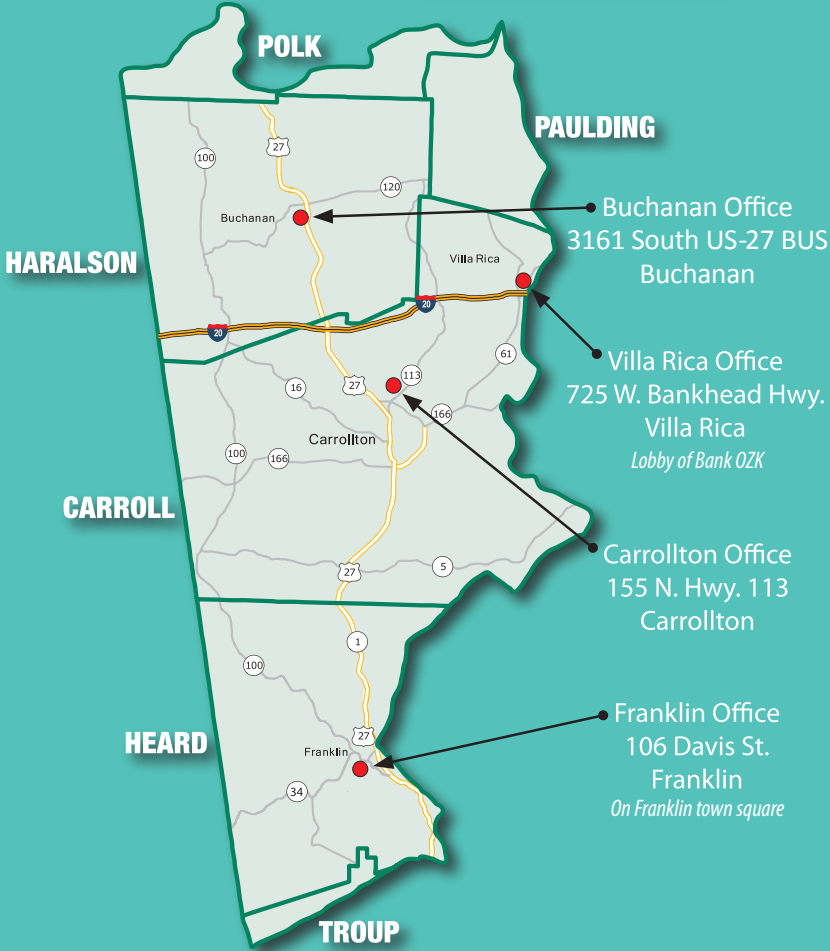 POLK
PAULDING
27
100
120
Buchanan
Buchanan Office
3161 South US-27 BUS
Buchanan
HARALSON
Villa Rica
20
20
Villa Rica Office
725 W. Bankhead Hwy.
Villa Rica
Lobby of Bank OZK
61
113
27
16
166
Carrollton
100
166
CARROLL
Carrollton Office
155 N. Hwy. 113
Carrollton
27
5
1
100
HEARD
27
Franklin
34
Franklin Office
106 Davis St.
Franklin
On Franklin town square
TROUP